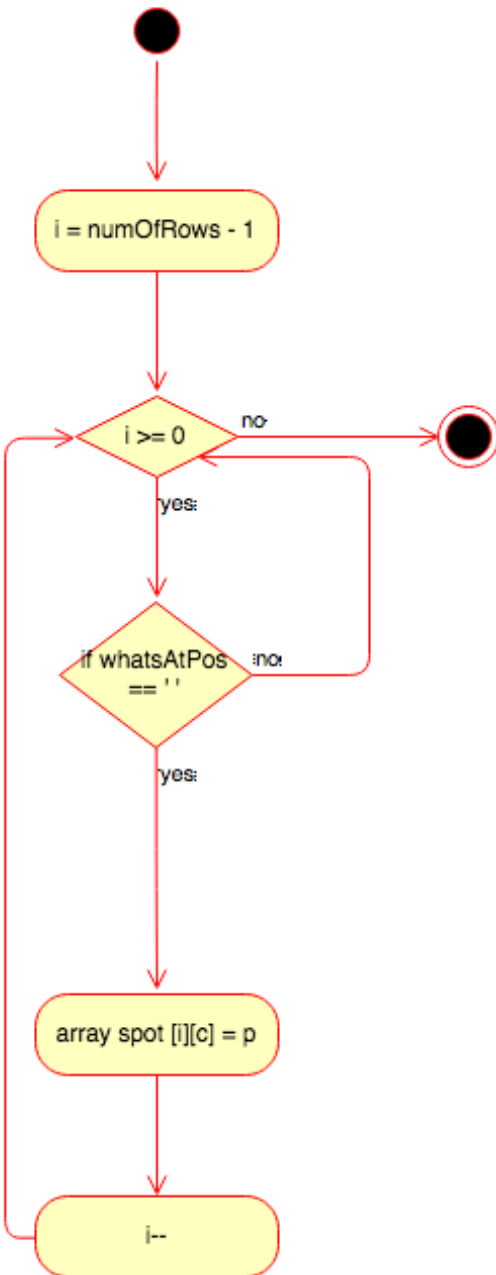 i = numOfRows - 1
i >= 0
no
yes
if whatsAtPos
== ' '
no
yes
array spot [i][c] = p
i--